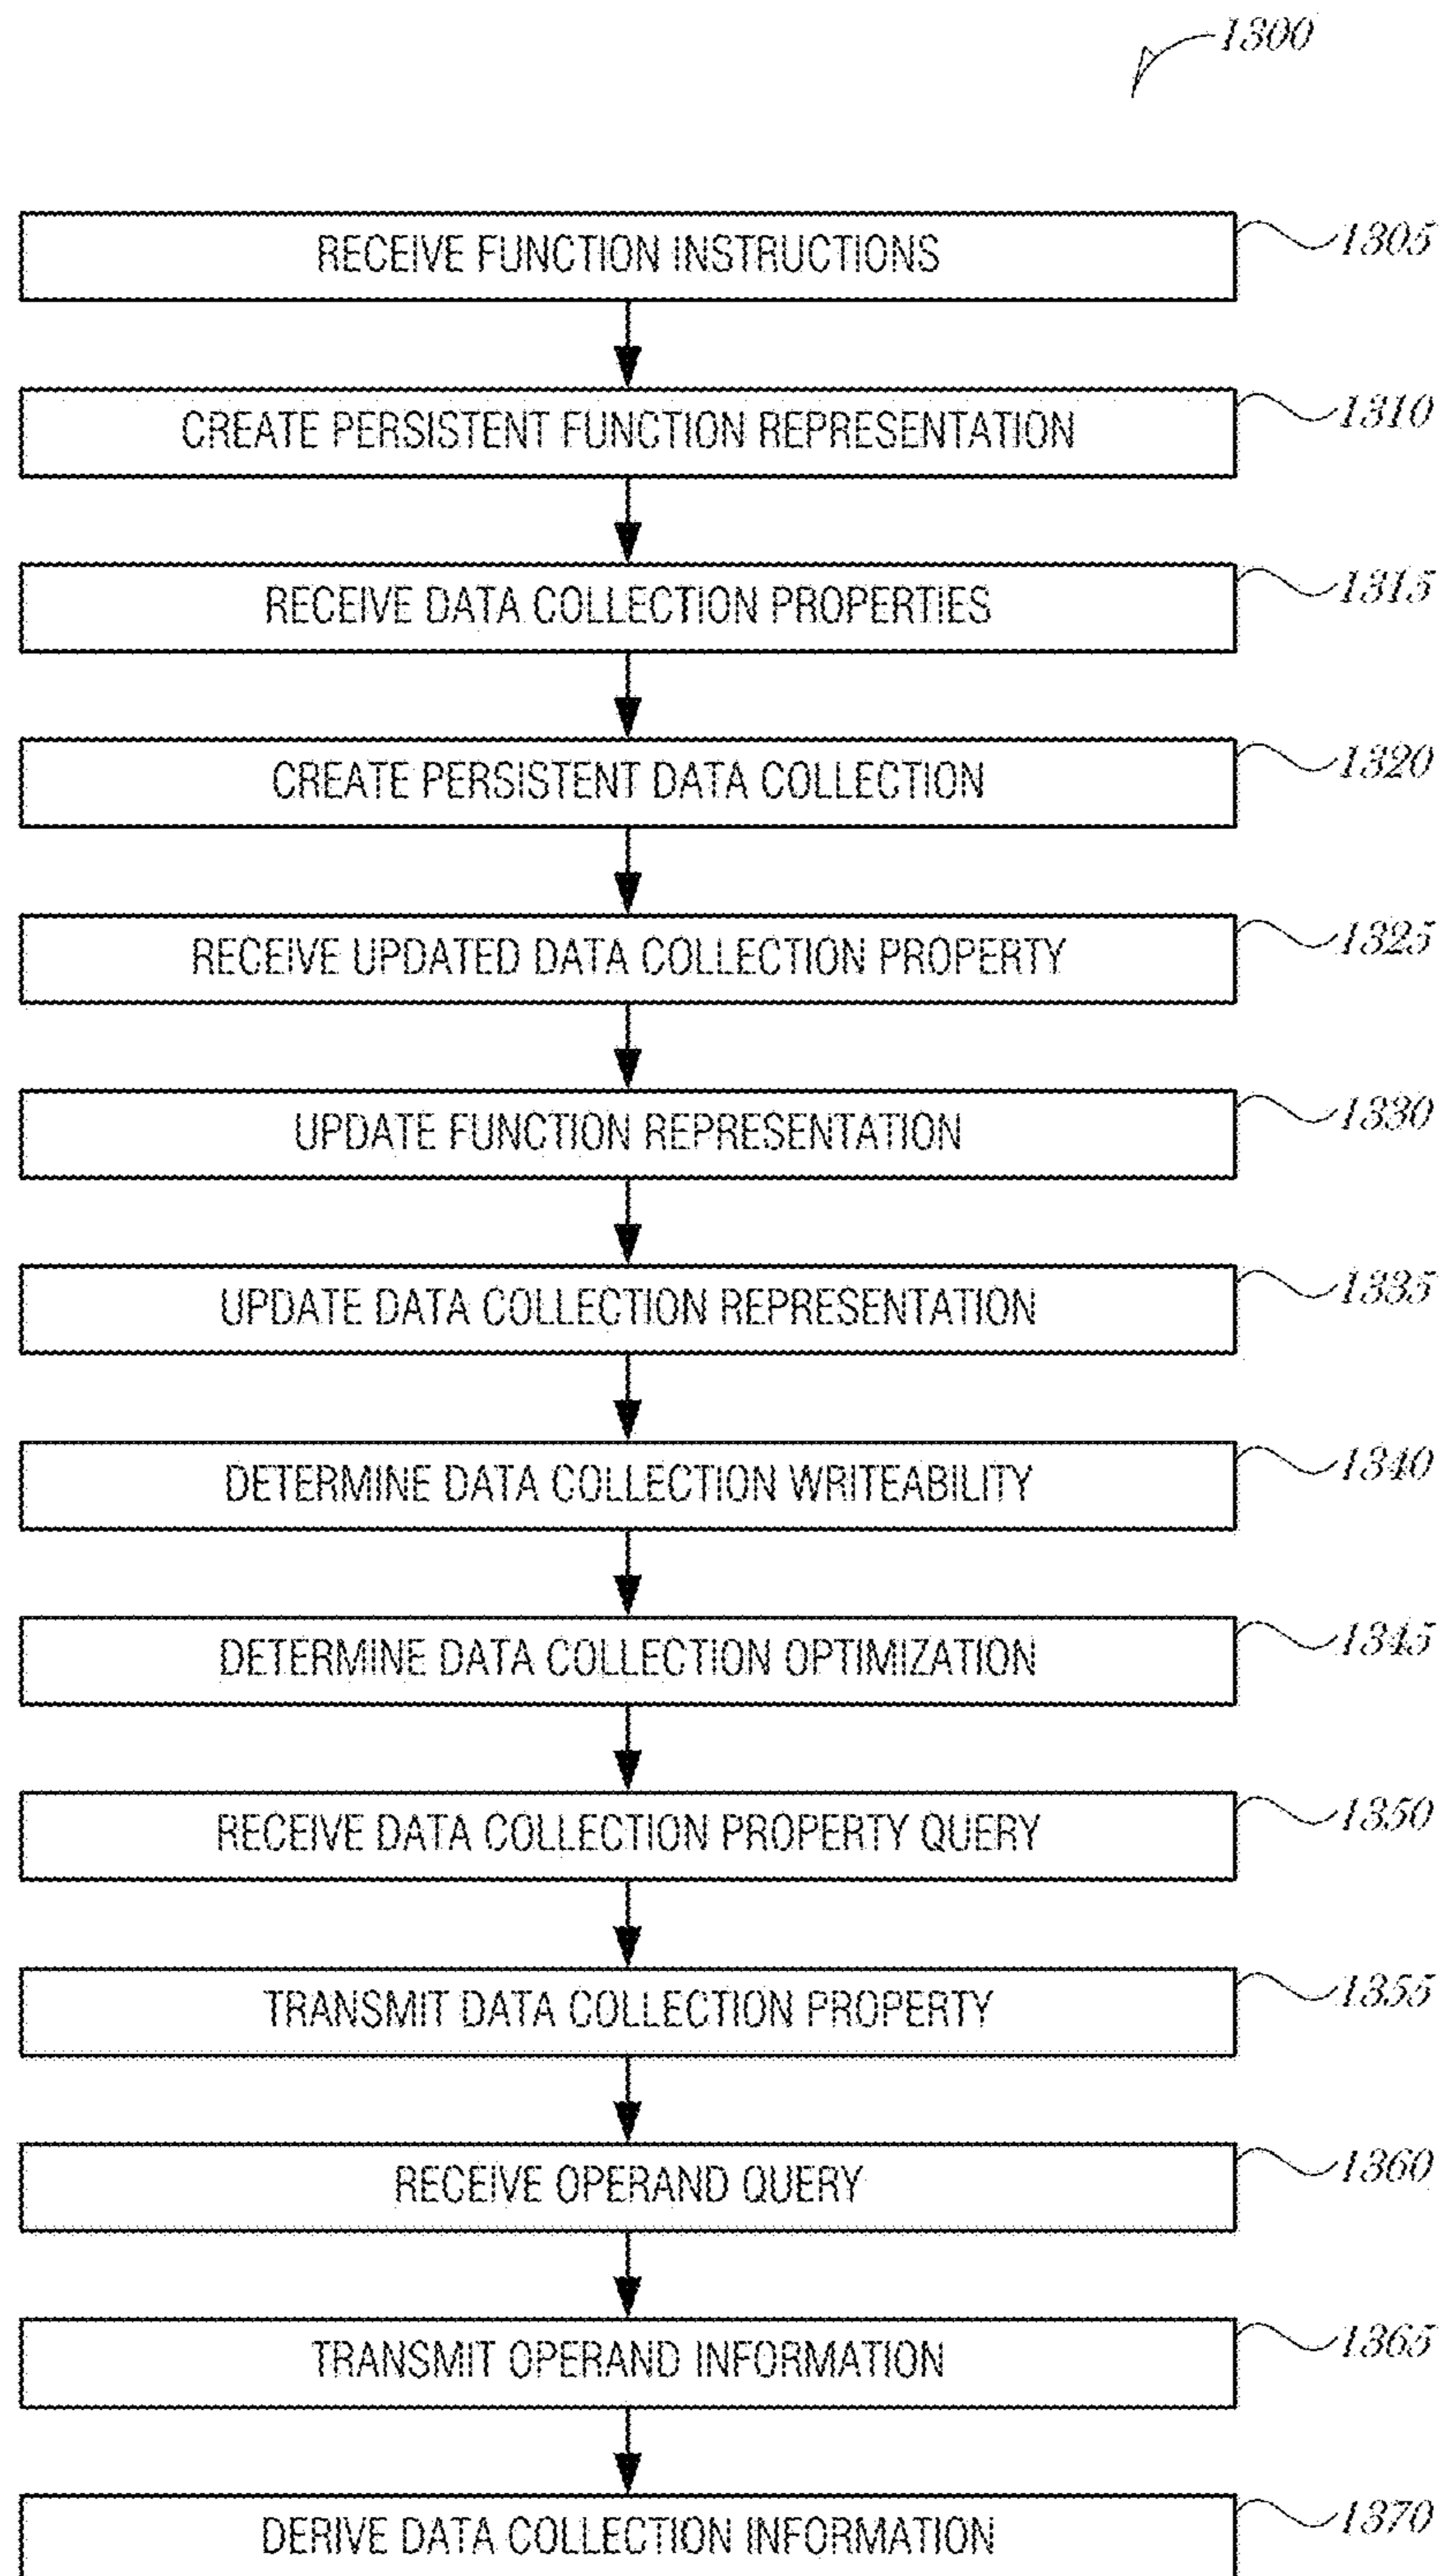 1300
RECEIVE FUNCTION INSTRUCTIONS 1305
CREATE PERSISTENT FUNCTION REPRESENTATION 1310
RECEIVE DATA COLLECTION PROPERTIES 1315
CREATE PERSISTENT DATA COLLECTION 1320
RECEIVE UPDATED DATA COLLECTION PROPERTY 1325
UPDATE FUNCTION REPRESENTATION 1330
UPDATE DATA COLLECTION REPRESENTATION 1335
DETERMINE DATA COLLECTION WRITEABILITY 1340
DETERMINE DATA COLLECTION OPTIMIZATION 1345
RECEIVE DATA COLLECTION PROPERTY QUERY 1350
TRANSMIT DATA COLLECTION PROPERTY 1355
RECEIVE OPERAND QUERY 1360
TRANSMIT OPERAND INFORMATION 1365
DERIVE DATA COLLECTION INFORMATION 1370